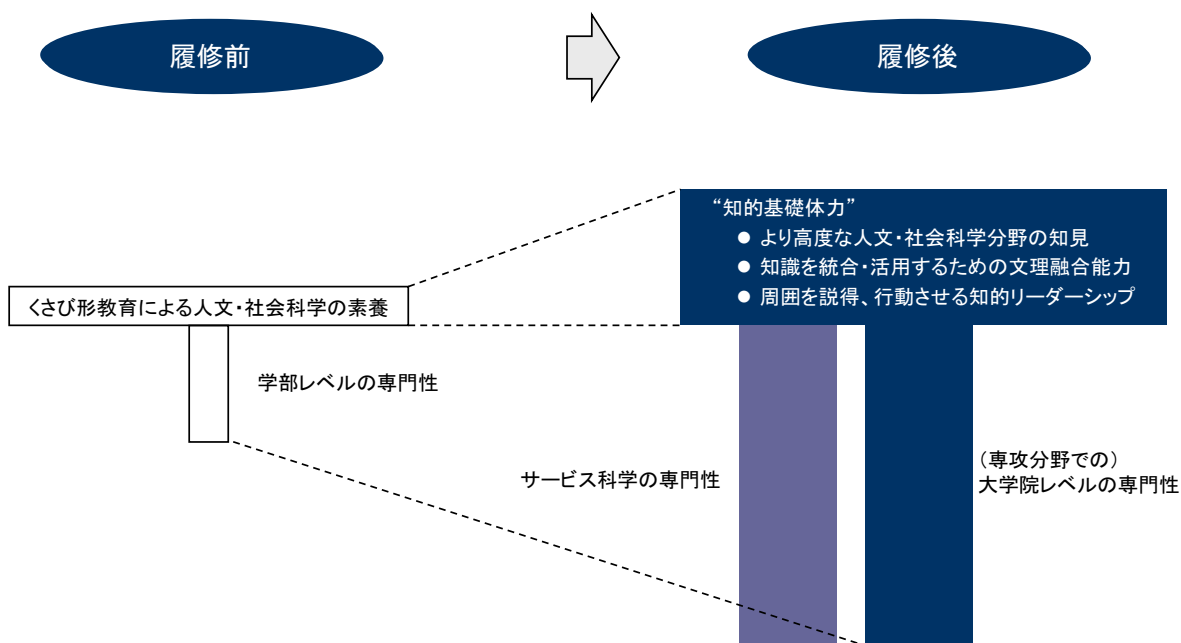 履修前
履修後
“知的基礎体力”
● より高度な人文・社会科学分野の知見
● 知識を統合・活用するための文理融合能力
● 周囲を説得、行動させる知的リーダーシップ
くさび形教育による人文・社会科学の素養
学部レベルの専門性
サービス科学の専門性
(専攻分野での)
大学院レベルの専門性